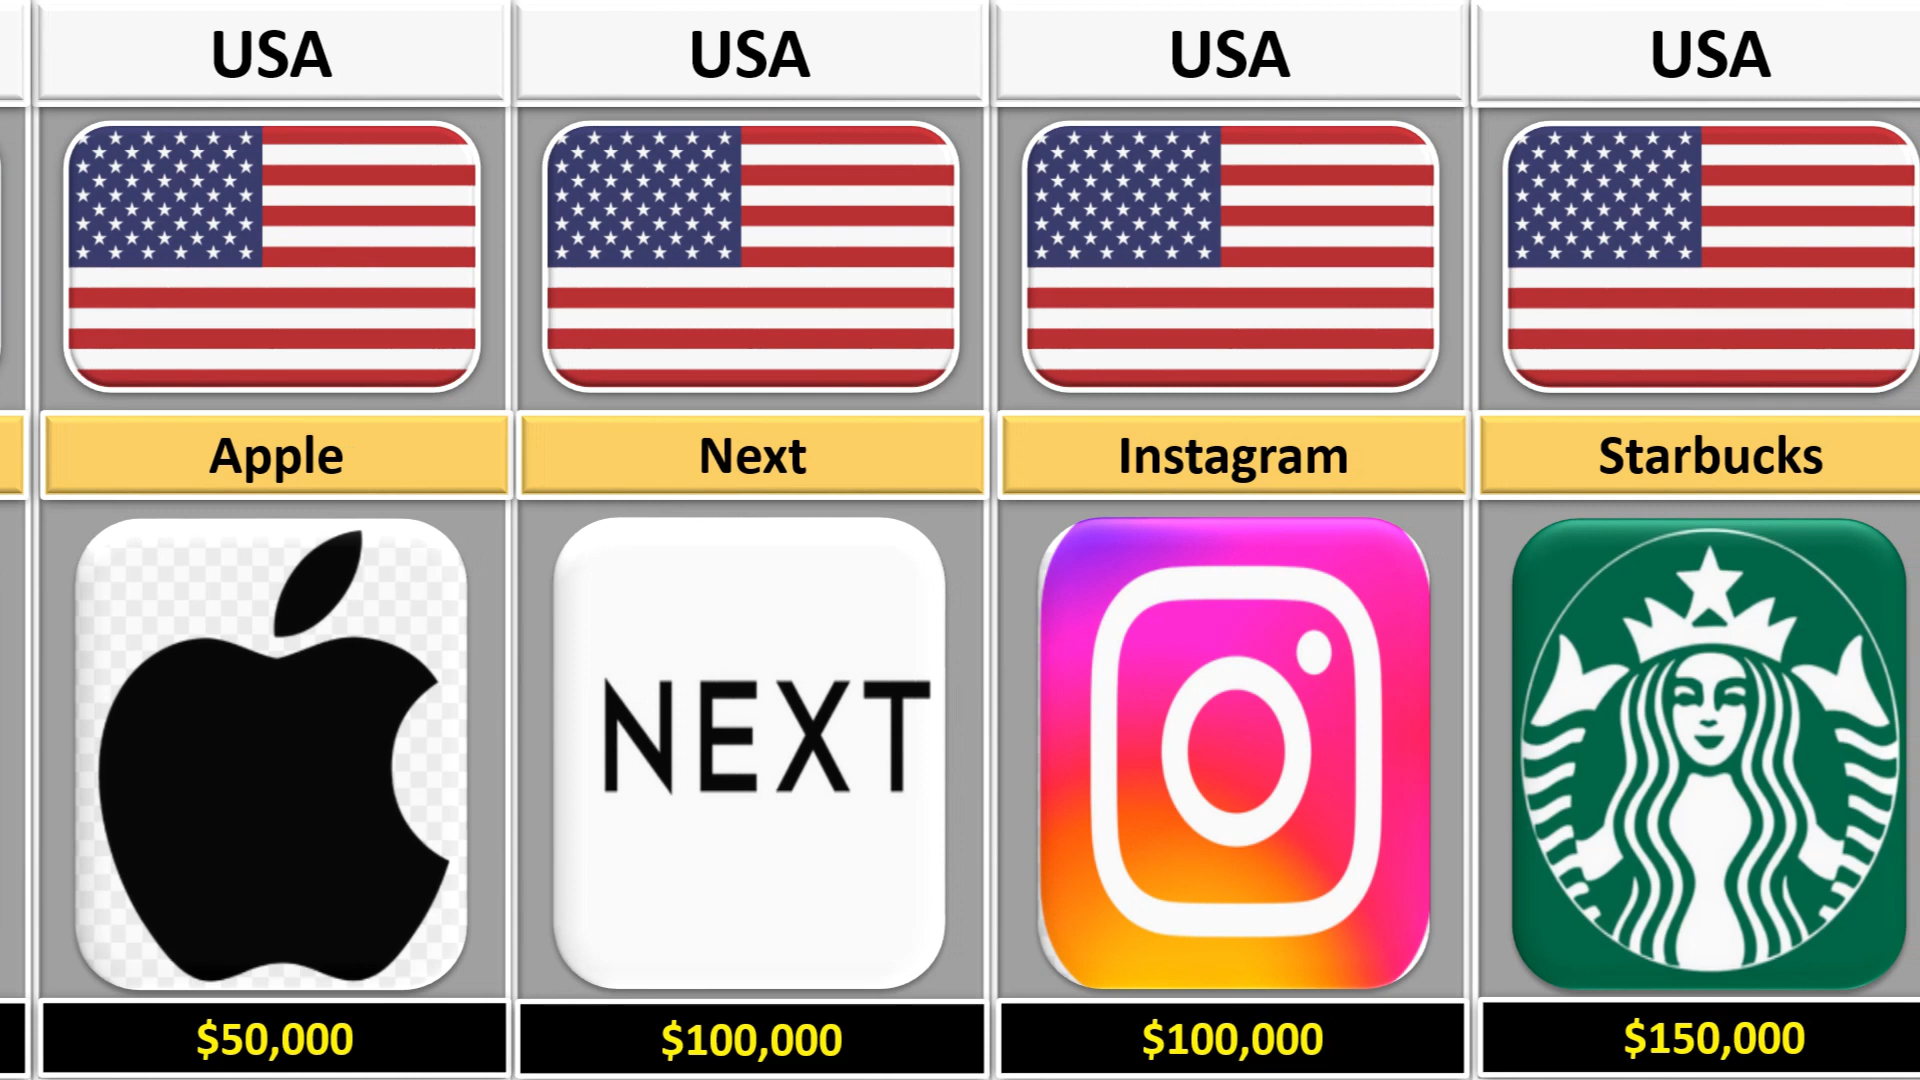 USA
USA
USA
USA
Apple
Next
Instagram
Starbucks
NEXT
$50,000
$100,000
$100,000
$150,000